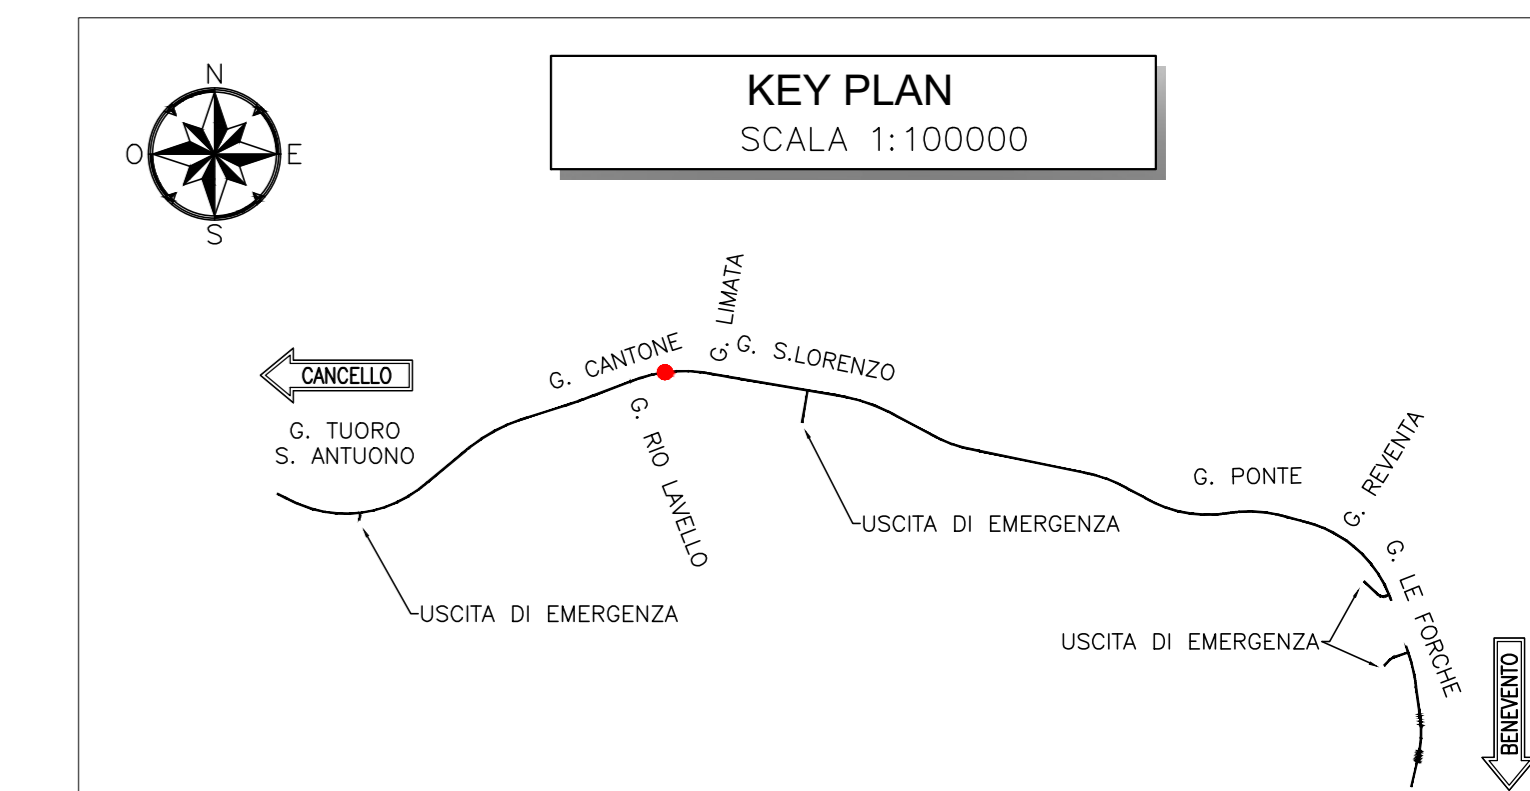 N
O
E
S
KEY PLAN
SCALA 1:100000
CANCELLO
G. TUORO
S. ANTUONO
G. CANTONE
G. RIO LAVELLO
G. LIMATA
G. S.LORENZO
USCITA DI EMERGENZA
USCITA DI EMERGENZA
G. PONTE
G. REVENTA
G. LE FORCHE
USCITA DI EMERGENZA
BENEVENTO